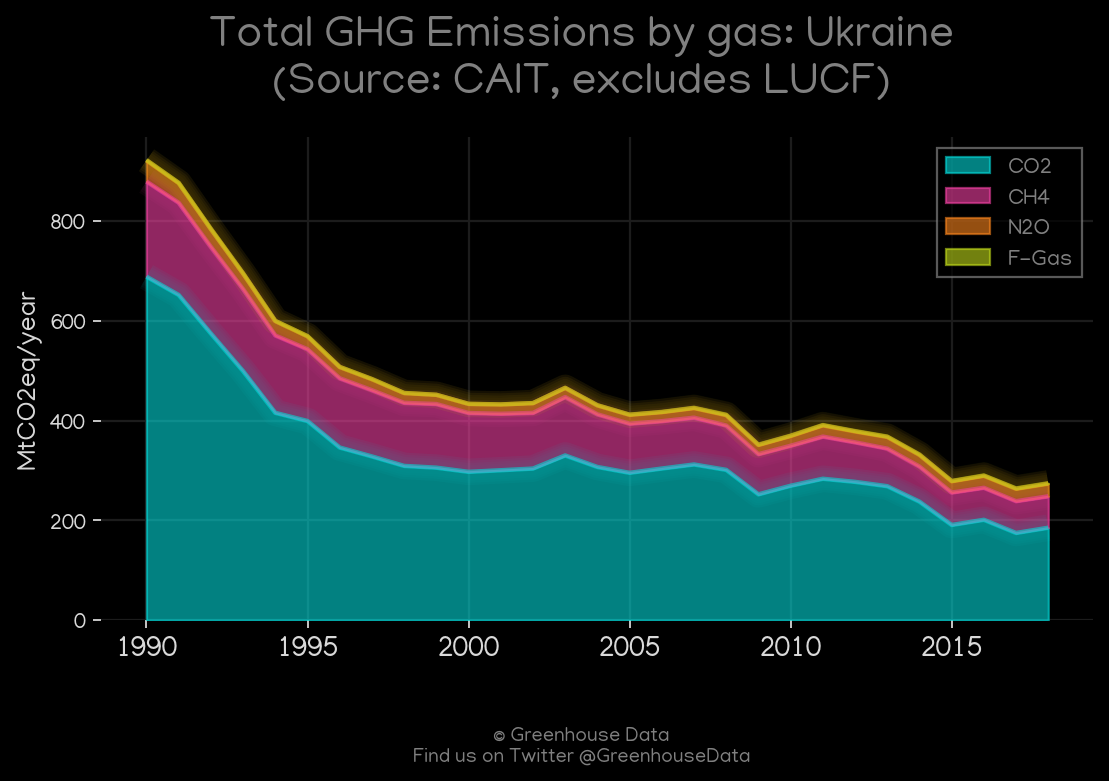 Total GHG Emissions by gas: Ukraine
(Source: CAIT, excludes LUCF)
CO2
CH4
N2O
F-Gas
MtCO2eq/year
800
600
400
200
0
1990 1995 2000 2005 2010 2015
© Greenhouse Data
Find us on Twitter @GreenhouseData